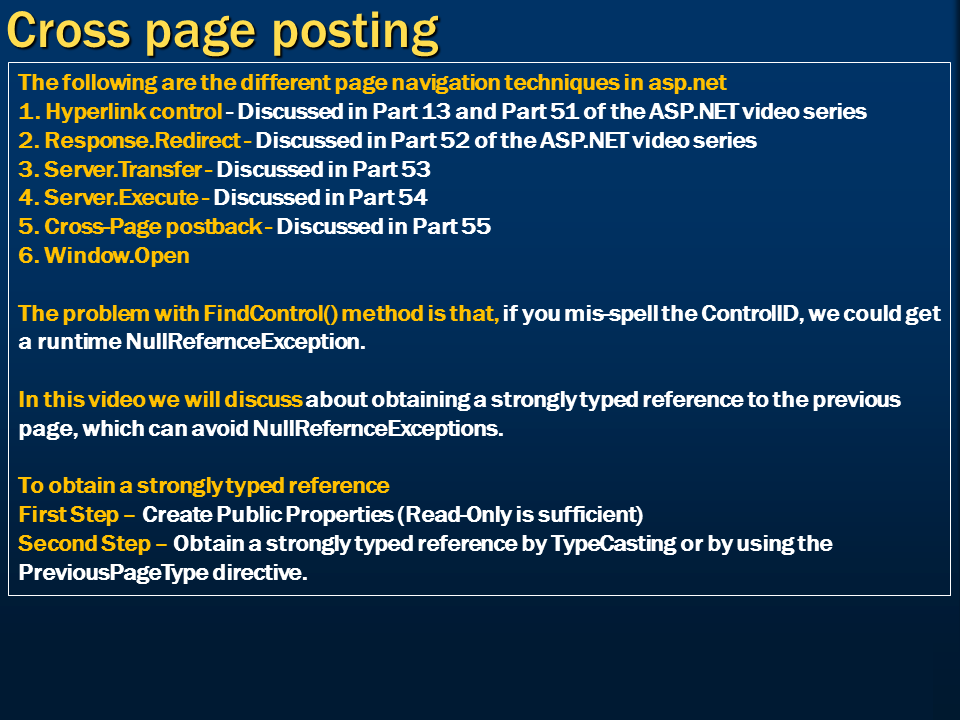 Cross page posting
The following are the different page navigation techniques in asp.net
1. Hyperlink control - Discussed in Part 13 and Part 51 of the ASP.NET video series
2. Response.Redirect - Discussed in Part 52 of the ASP.NET video series
3. Server.Transfer - Discussed in Part 53
4. Server.Execute - Discussed in Part 54
5. Cross-Page postback - Discussed in Part 55
6. Window.Open
The problem with FindControl() method is that, if you mis-spell the ControlID, we could get
a runtime NullRefernceException.
In this video we will discuss about obtaining a strongly typed reference to the previous
page, which can avoid NullRefernceExceptions.
To obtain a strongly typed reference
First Step – Create Public Properties (Read-Only is sufficient)
Second Step – Obtain a strongly typed reference by TypeCasting or by using the
PreviousPageType directive.